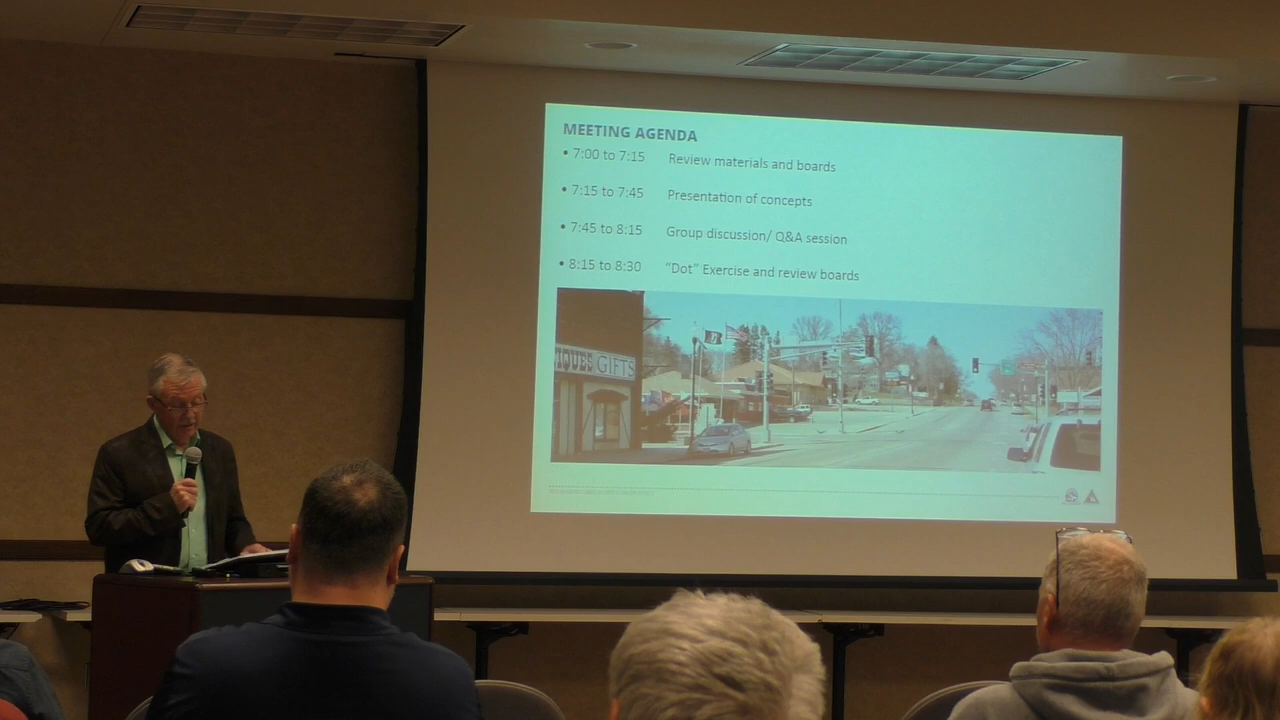 MEETING AGENDA
• 7:00 to 7:15 Review materials and boards
• 7:15 to 7:45 Presentation of concepts
• 7:45 to 8:15 Group discussion/ Q&A session
• 8:15 to 8:30 “Dot” Exercise and review boards
IQUES GIFTS